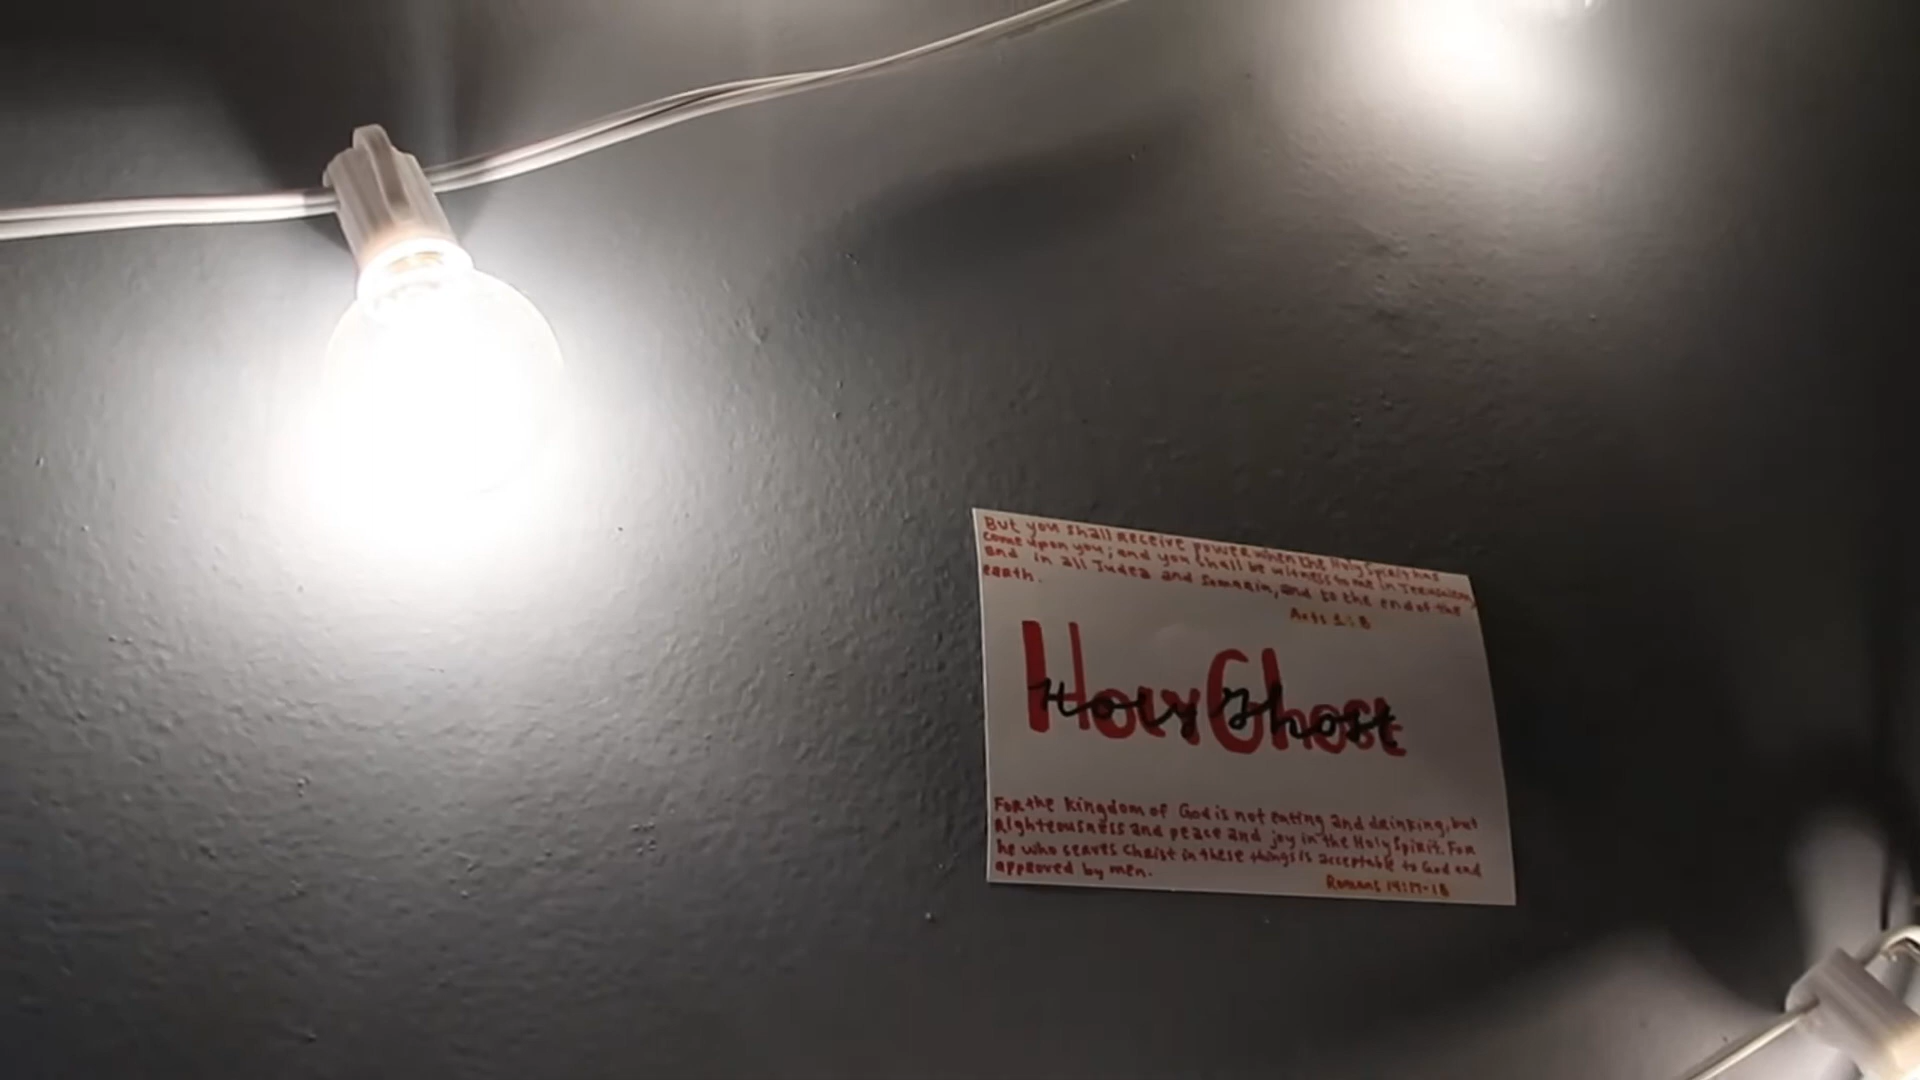 But you shall receive power when the Holy Spirit has
come upon you; and you shall be witness to me in Jerusalem,
and in all Judea and Samaria, and to the end of the
earth.
Acts 1:8
Holy Ghost
Holy Ghost
For the kingdom of God is not eating and drinking, but
righteousness and peace and joy in the Holy Spirit. For
he who serves Christ in these things is acceptable to God and
approved by men.
Romans 14:17-18